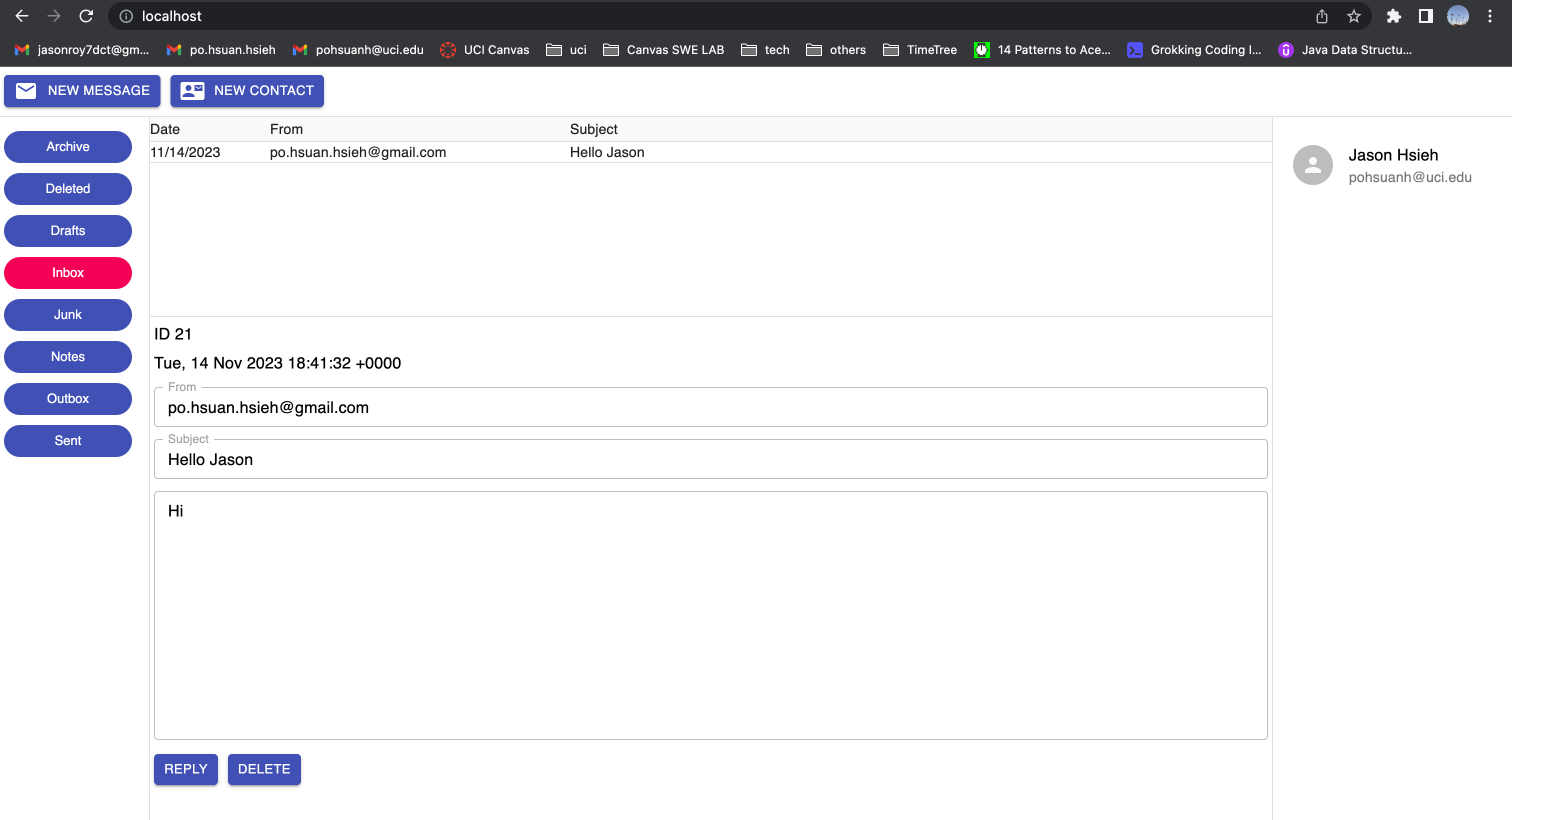 localhost
jasonroy7dct@gm... po.hsuan.hsieh pohsuanh@uci.edu UCI Canvas uci Canvas SWE LAB tech others TimeTree 14 Patterns to Ace... Grokking Coding I... Java Data Structu...
NEW MESSAGE NEW CONTACT
Archive
Deleted
Drafts
Inbox
Junk
Notes
Outbox
Sent
Date From Subject
11/14/2023 po.hsuan.hsieh@gmail.com Hello Jason
ID 21
Tue, 14 Nov 2023 18:41:32 +0000
From
po.hsuan.hsieh@gmail.com
Subject
Hello Jason
Hi
REPLY DELETE
Jason Hsieh
pohsuanh@uci.edu